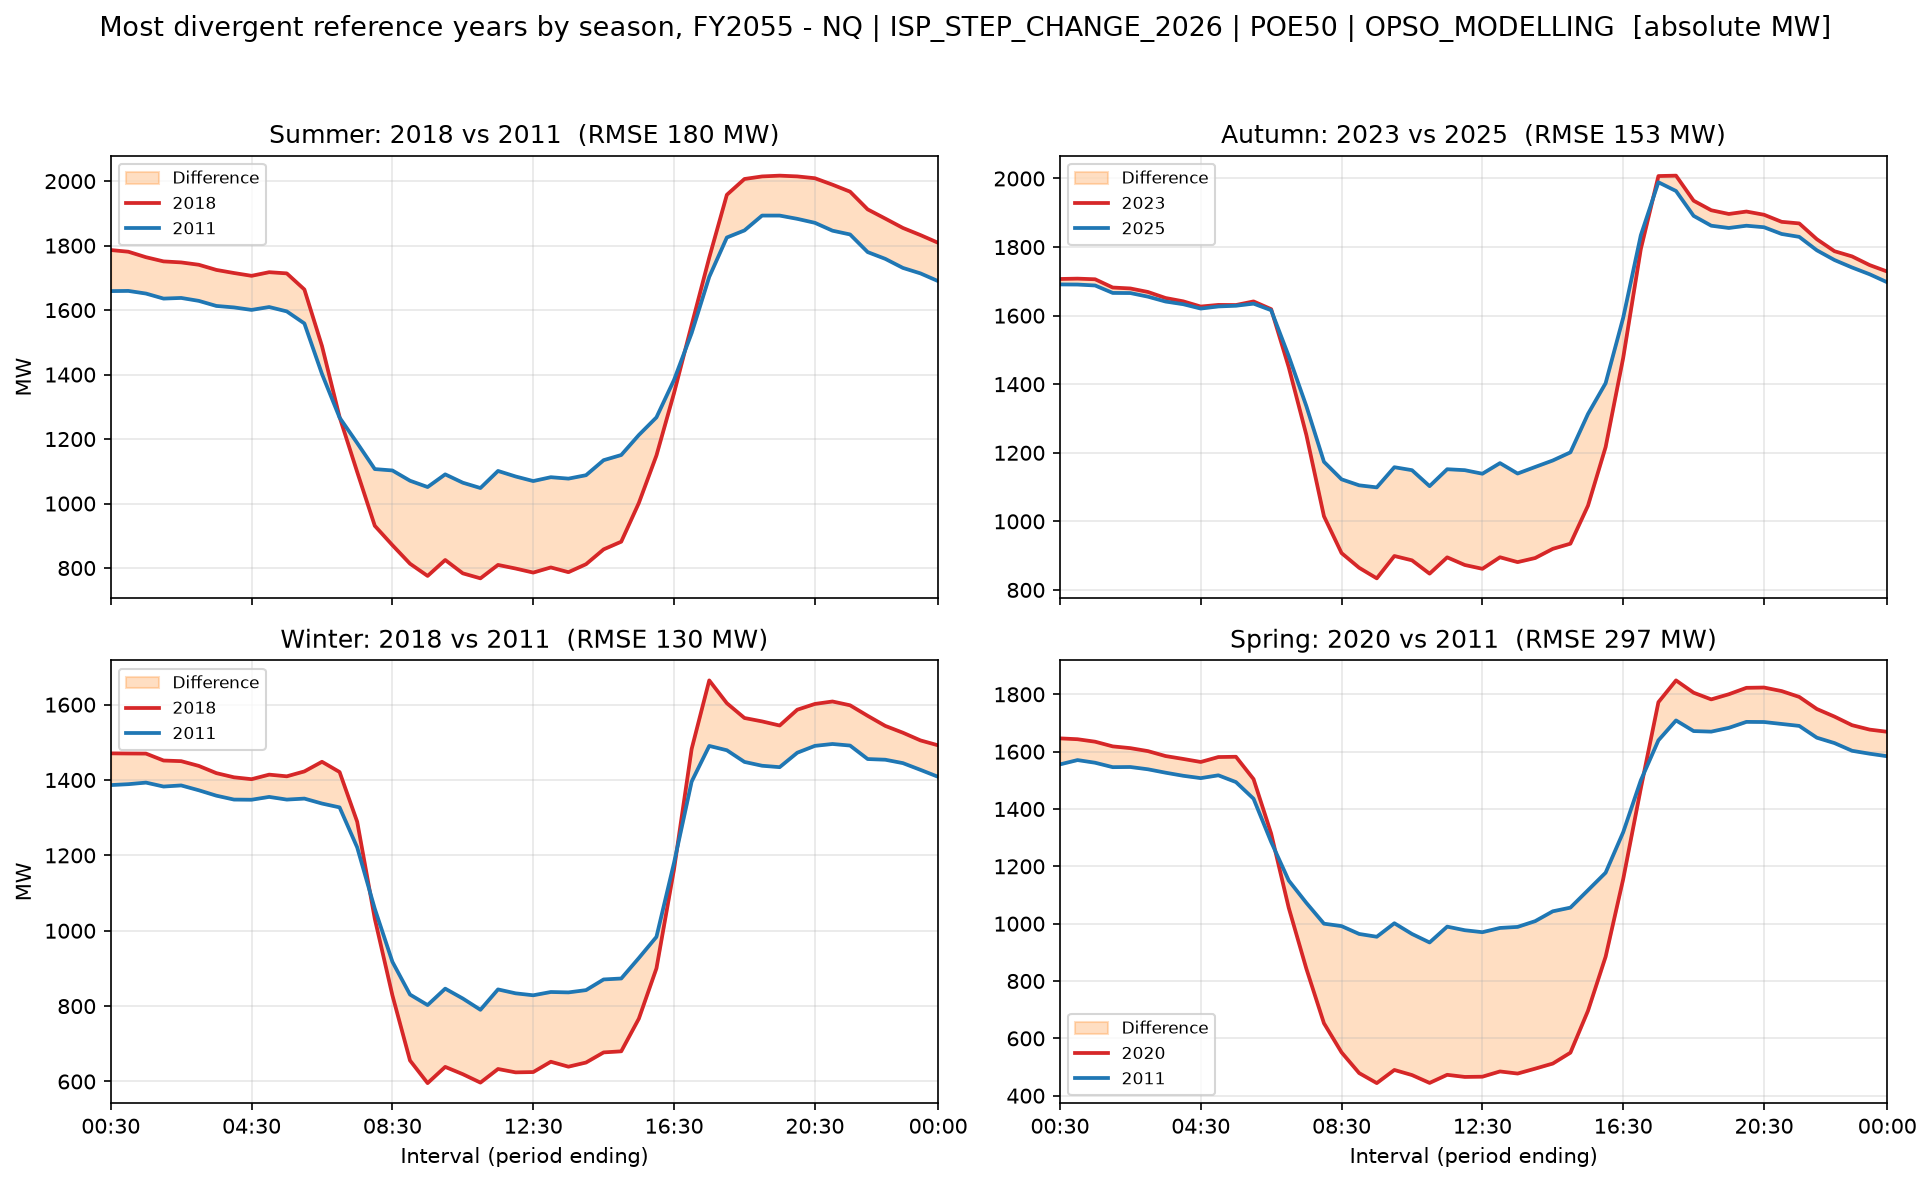 Most divergent reference years by season, FY2055 - NQ | ISP_STEP_CHANGE_2026 | POE50 | OPSO_MODELLING  [absolute MW]
Summer: 2018 vs 2011  (RMSE 180 MW)
Difference
2018
2011
2000
1800
1600
1400
1200
1000
800
MW
Autumn: 2023 vs 2025  (RMSE 153 MW)
Difference
2023
2025
2000
1800
1600
1400
1200
1000
800
Winter: 2018 vs 2011  (RMSE 130 MW)
Difference
2018
2011
1600
1400
1200
1000
800
600
MW
00:30 04:30 08:30 12:30 16:30 20:30 00:00
Interval (period ending)
Spring: 2020 vs 2011  (RMSE 297 MW)
1800
1600
1400
1200
1000
800
600
400
Difference
2020
2011
00:30 04:30 08:30 12:30 16:30 20:30 00:00
Interval (period ending)